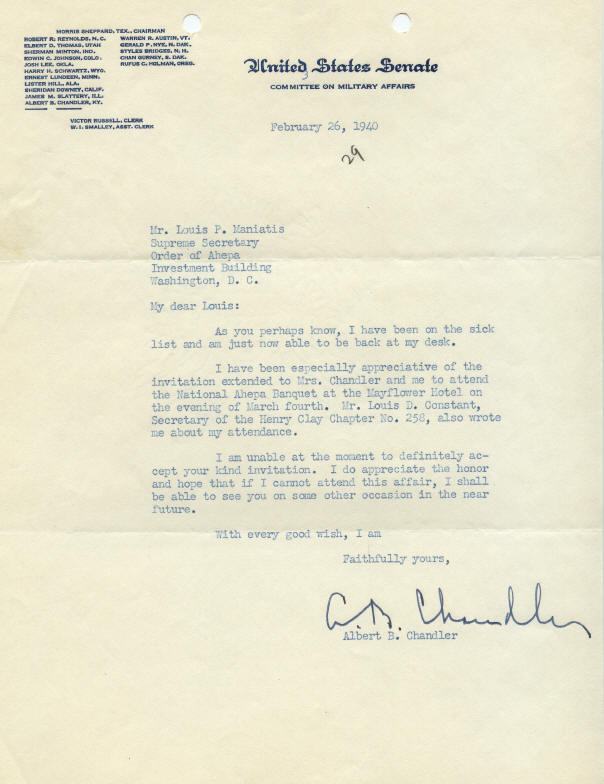 MORRIS SHEPPARD, TEX., CHAIRMAN
ROBERT R. REYNOLDS, N. C.
ELBERT D. THOMAS, UTAH
SHERMAN MINTON, IND.
EDWIN C. JOHNSON, COLO.
JOSH LEE, OKLA.
HARRY H. SCHWARTZ, WYO.
ERNEST LUNDEEN, MINN.
LISTER HILL, ALA.
SHERIDAN DOWNEY, CALIF.
JAMES M. SLATTERY, ILL.
ALBERT B. CHANDLER, KY.
WARREN R. AUSTIN, VT.
GERALD P. NYE, N. DAK.
STYLES BRIDGES, N. H.
CHAN GURNEY, S. DAK.
RUFUS C. HOLMAN, OREG.
VICTOR RUSSELL, CLERK
W. I. SMALLEY, ASST. CLERK
United States Senate
COMMITTEE ON MILITARY AFFAIRS
February 26, 1940
29
Mr. Louis P. Maniatis
Supreme Secretary
Order of Ahepa
Investment Building
Washington, D. C.
My dear Louis:
As you perhaps know, I have been on the sick
list and am just now able to be back at my desk.
I have been especially appreciative of the
invitation extended to Mrs. Chandler and me to attend
the National Ahepa Banquet at the Mayflower Hotel on
the evening of March fourth. Mr. Louis D. Constant,
Secretary of the Henry Clay Chapter No. 258, also wrote
me about my attendance.
I am unable at the moment to definitely ac-
cept your kind invitation. I do appreciate the honor
and hope that if I cannot attend this affair, I shall
be able to see you on some other occasion in the near
future.
With every good wish, I am
Faithfully yours,
A. B. Chandler
Albert B. Chandler